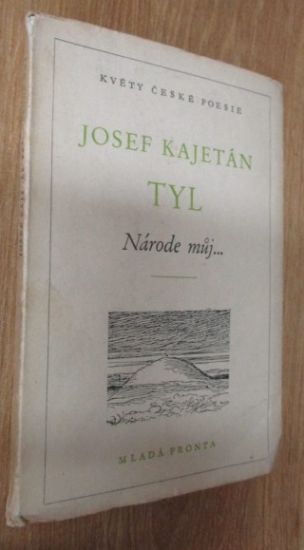 KVĚTY ČESKÉ POESIE
JOSEF KAJETÁN
TYL
Národe můj...
MLADÁ FRONTA